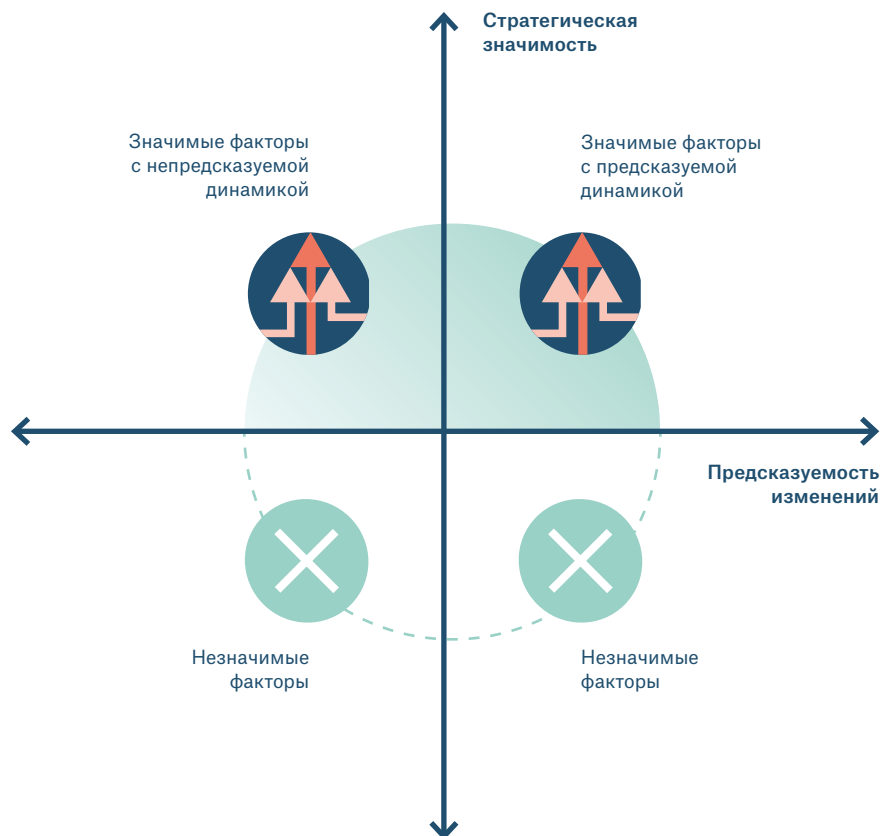 Стратегическая
значимость
Значимые факторы
с непредсказуемой
динамикой
Значимые факторы
с предсказуемой
динамикой
Предсказуемость
изменений
Незначимые
факторы
Незначимые
факторы